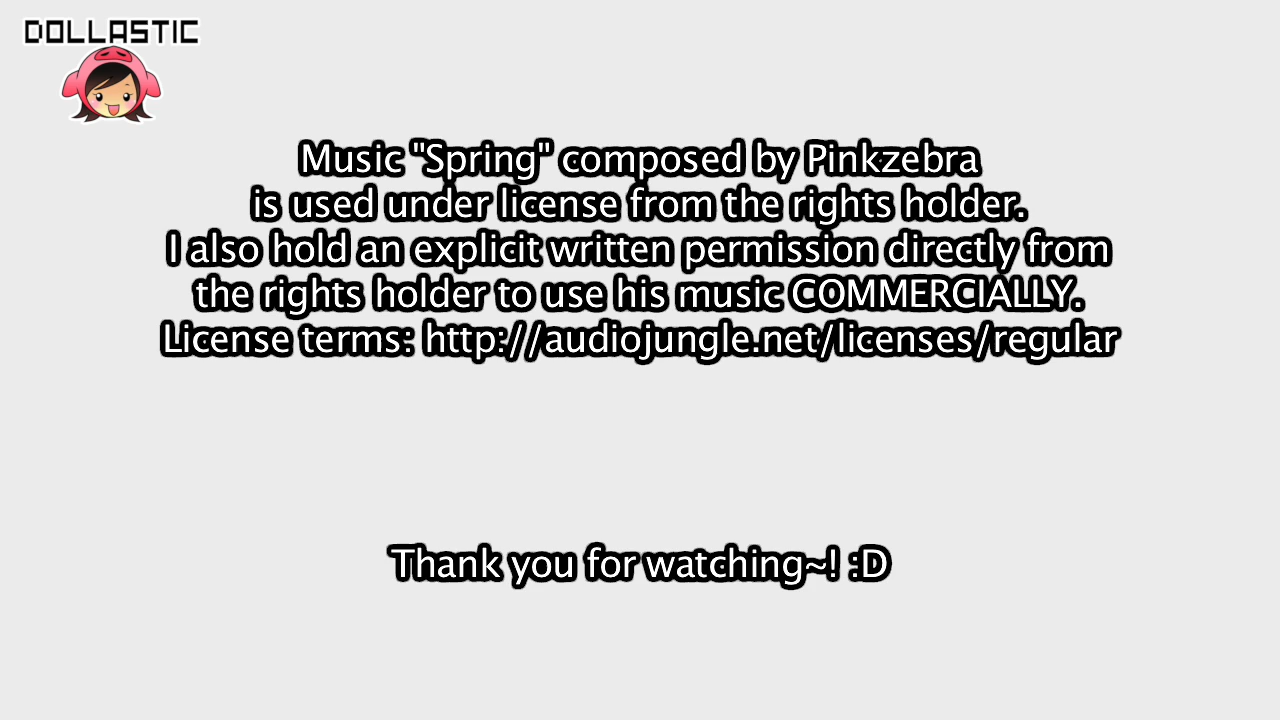 DOLLASTIC
Music "Spring" composed by Pinkzebra
is used under license from the rights holder.
I also hold an explicit written permission directly from
the rights holder to use his music COMMERCIALLY.
License terms: http://audiojungle.net/licenses/regular
Thank you for watching~! :D